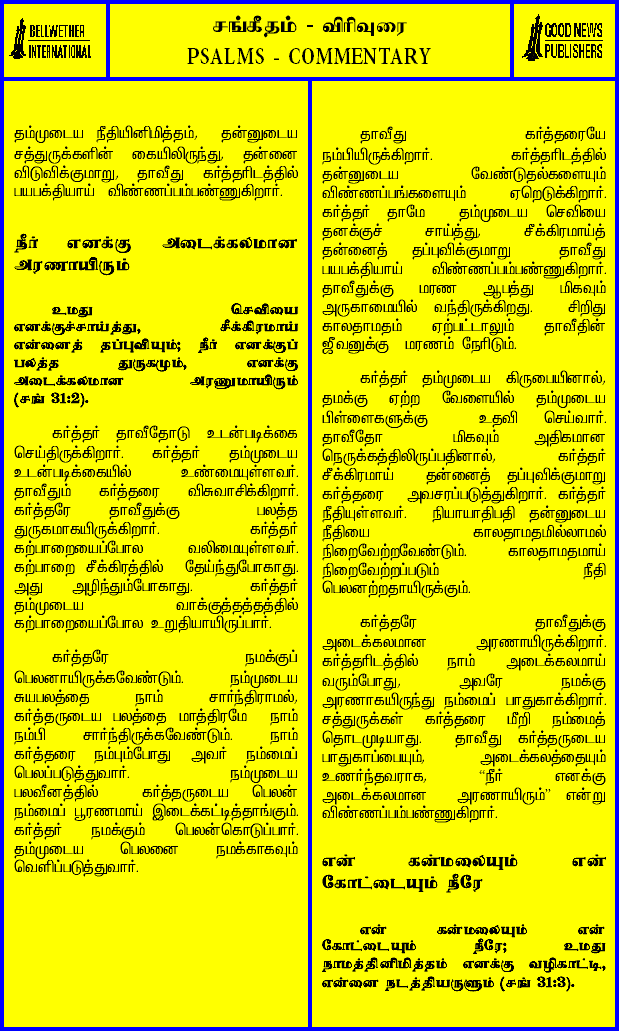 BELLWETHER
INTERNATIONAL
சங்கீதம் - விரிவுரை
PSALMS - COMMENTARY
GOOD NEWS
PUBLISHERS
தம்முடைய நீதியினிமித்தம், தன்னுடைய
சத்துருக்களின் கையிலிருந்து, தன்னை
விடுவிக்குமாறு, தாவீது கர்த்தரிடத்தில்
பயபக்தியாய் விண்ணப்பம்பண்ணுகிறார்.
நீர் எனக்கு அடைக்கலமான
அரணாயிரும்
உமது செவியை
எனக்குச்சாய்த்து, சீக்கிரமாய்
என்னைத் தப்புவியும்; நீர் எனக்குப்
பலத்த துருகமும், எனக்கு
அடைக்கலமான அரணுமாயிரும்
(சங் 31:2).
கர்த்தர் தாவீதோடு உடன்படிக்கை
செய்திருக்கிறார். கர்த்தர் தம்முடைய
உடன்படிக்கையில் உண்மையுள்ளவர்.
தாவீதும் கர்த்தரை விசுவாசிக்கிறார்.
கர்த்தரே தாவீதுக்கு பலத்த
துருகமாகயிருக்கிறார். கர்த்தர்
கற்பாறையைப்போல வலிமையுள்ளவர்.
கற்பாறை சீக்கிரத்தில் தேய்ந்துபோகாது.
அது அழிந்தும்போகாது. கர்த்தர்
தம்முடைய வாக்குத்தத்தத்தில்
கற்பாறையைப்போல உறுதியாயிருப்பார்.
கர்த்தரே நமக்குப்
பெலனாயிருக்கவேண்டும். நம்முடைய
சுயபலத்தை நாம் சார்ந்திராமல்,
கர்த்தருடைய பலத்தை மாத்திரமே நாம்
நம்பி சார்ந்திருக்கவேண்டும். நாம்
கர்த்தரை நம்பும்போது அவர் நம்மைப்
பெலப்படுத்துவார். நம்முடைய
பலவீனத்தில் கர்த்தருடைய பெலன்
நம்மைப் பூரணமாய் இடைக்கட்டித்தாங்கும்.
கர்த்தர் நமக்கும் பெலன்கொடுப்பார்.
தம்முடைய பெலனை நமக்காகவும்
வெளிப்படுத்துவார்.
தாவீது கர்த்தரையே
நம்பியிருக்கிறார். கர்த்தரிடத்தில்
தன்னுடைய வேண்டுதல்களையும்
விண்ணப்பங்களையும் ஏறெடுக்கிறார்.
கர்த்தர் தாமே தம்முடைய செவியை
தனக்குச் சாய்த்து, சீக்கிரமாய்த்
தன்னைத் தப்புவிக்குமாறு தாவீது
பயபக்தியாய் விண்ணப்பம்பண்ணுகிறார்.
தாவீதுக்கு மரண ஆபத்து மிகவும்
அருகாமையில் வந்திருக்கிறது. சிறிது
காலதாமதம் ஏற்பட்டாலும் தாவீதின்
ஜீவனுக்கு மரணம் நேரிடும்.
கர்த்தர் தம்முடைய கிருபையினால்,
தமக்கு ஏற்ற வேளையில் தம்முடைய
பிள்ளைகளுக்கு உதவி செய்வார்.
தாவீதோ மிகவும் அதிகமான
நெருக்கத்திலிருப்பதினால், கர்த்தர்
சீக்கிரமாய் தன்னைத் தப்புவிக்குமாறு
கர்த்தரை அவசரப்படுத்துகிறார். கர்த்தர்
நீதியுள்ளவர். நியாயாதிபதி தன்னுடைய
நீதியை காலதாமதமில்லாமல்
நிறைவேற்றவேண்டும். காலதாமதமாய்
நிறைவேற்றப்படும் நீதி
பெலனற்றதாயிருக்கும்.
கர்த்தரே தாவீதுக்கு
அடைக்கலமான அரணாயிருக்கிறார்.
கர்த்தரிடத்தில் நாம் அடைக்கலமாய்
வரும்போது, அவரே நமக்கு
அரணாகயிருந்து நம்மைப் பாதுகாக்கிறார்.
சத்துருக்கள் கர்த்தரை மீறி நம்மைத்
தொடமுடியாது. தாவீது கர்த்தருடைய
பாதுகாப்பையும், அடைக்கலத்தையும்
உணர்ந்தவராக, “நீர் எனக்கு
அடைக்கலமான அரணாயிரும்” என்று
விண்ணப்பம்பண்ணுகிறார்.
என் கன்மலையும் என்
கோட்டையும் நீரே
என் கன்மலையும் என்
கோட்டையும் நீரே; உமது
நாமத்தினிமித்தம் எனக்கு வழிகாட்டி,
என்னை நடத்தியருளும் (சங் 31:3).